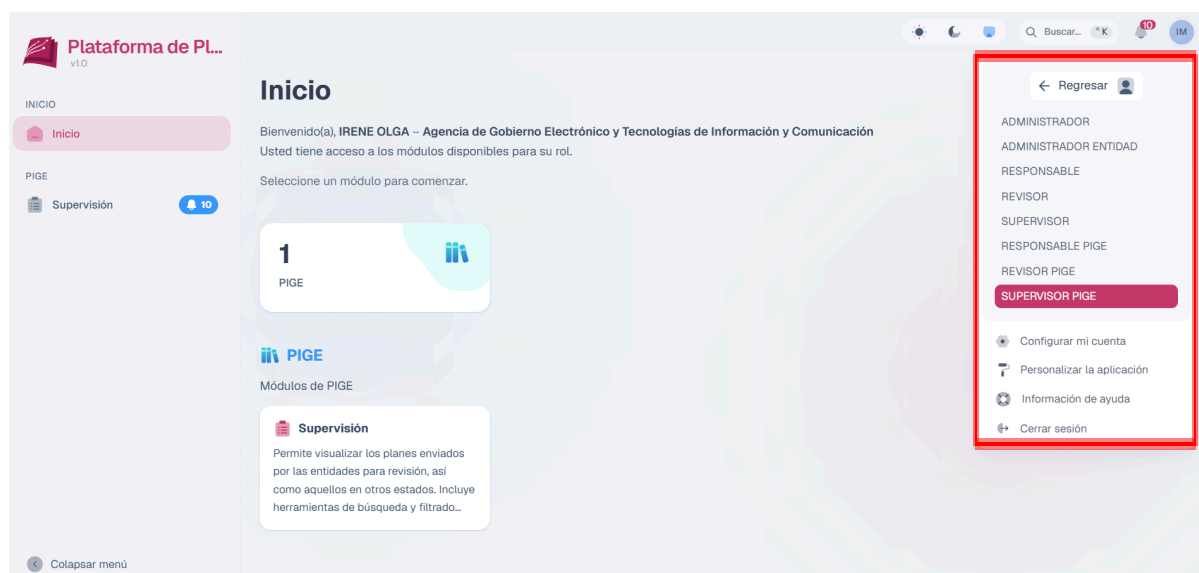 Plataforma de Pl...
v1.0
INICIO
Inicio
PIGE
Supervisión
10
Colapsar menú
Buscar...
^ K
10
IM
Inicio
Bienvenido(a), IRENE OLGA – Agencia de Gobierno Electrónico y Tecnologías de Información y Comunicación
Usted tiene acceso a los módulos disponibles para su rol.
Seleccione un módulo para comenzar.
1
PIGE
PIGE
Módulos de PIGE
Supervisión
Permite visualizar los planes enviados
por las entidades para revisión, así
como aquellos en otros estados. Incluye
herramientas de búsqueda y filtrado...
Regresar
ADMINISTRADOR
ADMINISTRADOR ENTIDAD
RESPONSABLE
REVISOR
SUPERVISOR
RESPONSABLE PIGE
REVISOR PIGE
SUPERVISOR PIGE
Configurar mi cuenta
Personalizar la aplicación
Información de ayuda
Cerrar sesión